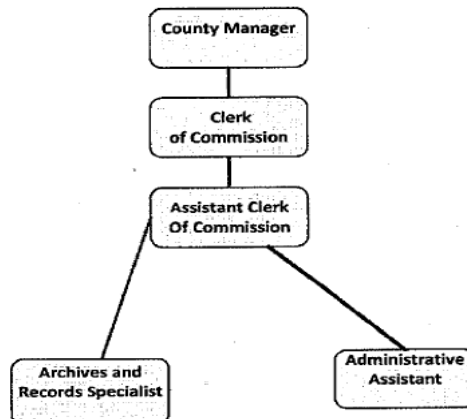 County Manager
Clerk
of Commission
Assistant Clerk
Of Commission
Archives and
Records Specialist
Administrative
Assistant